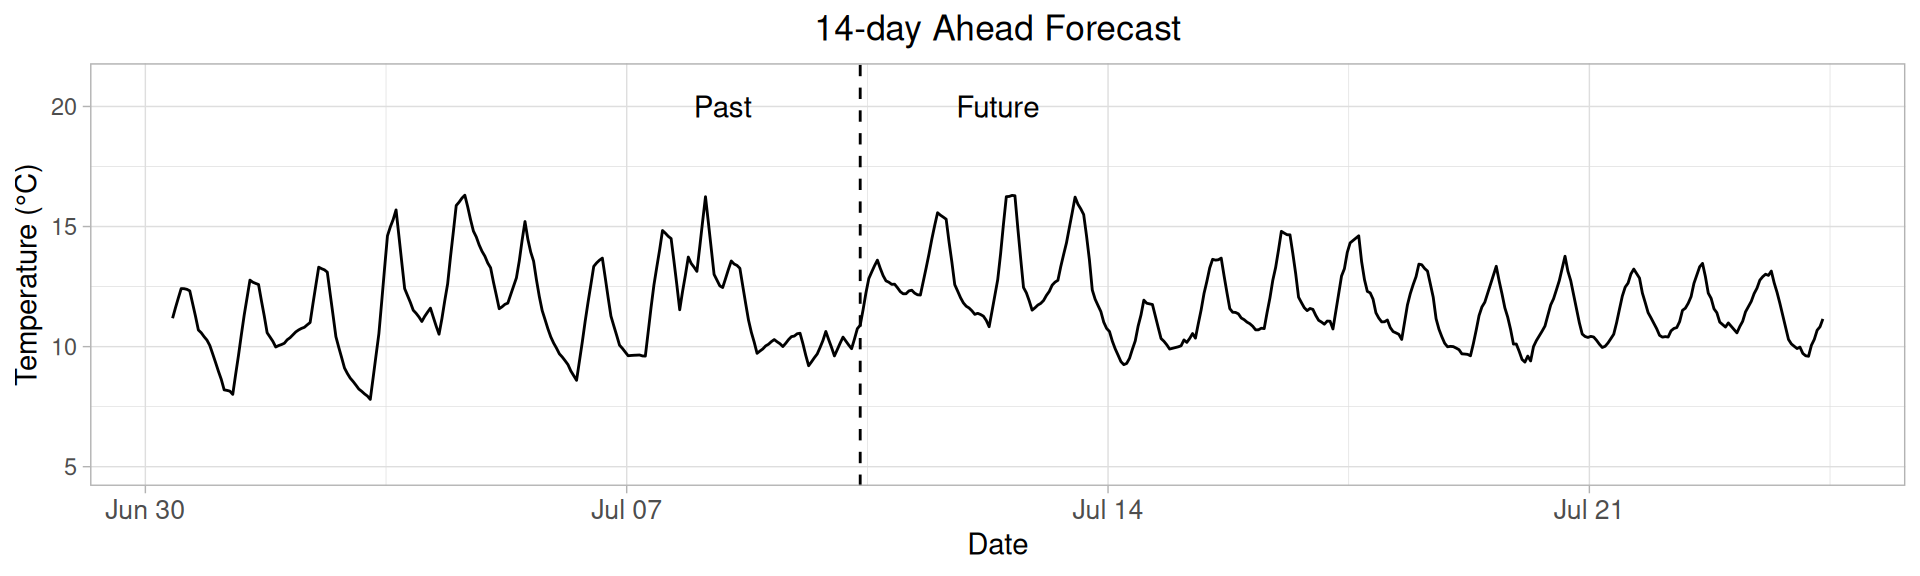 14-day Ahead Forecast
Past
Future
Temperature (°C)
20
15
10
5
Jun 30
Jul 07
Jul 14
Jul 21
Date